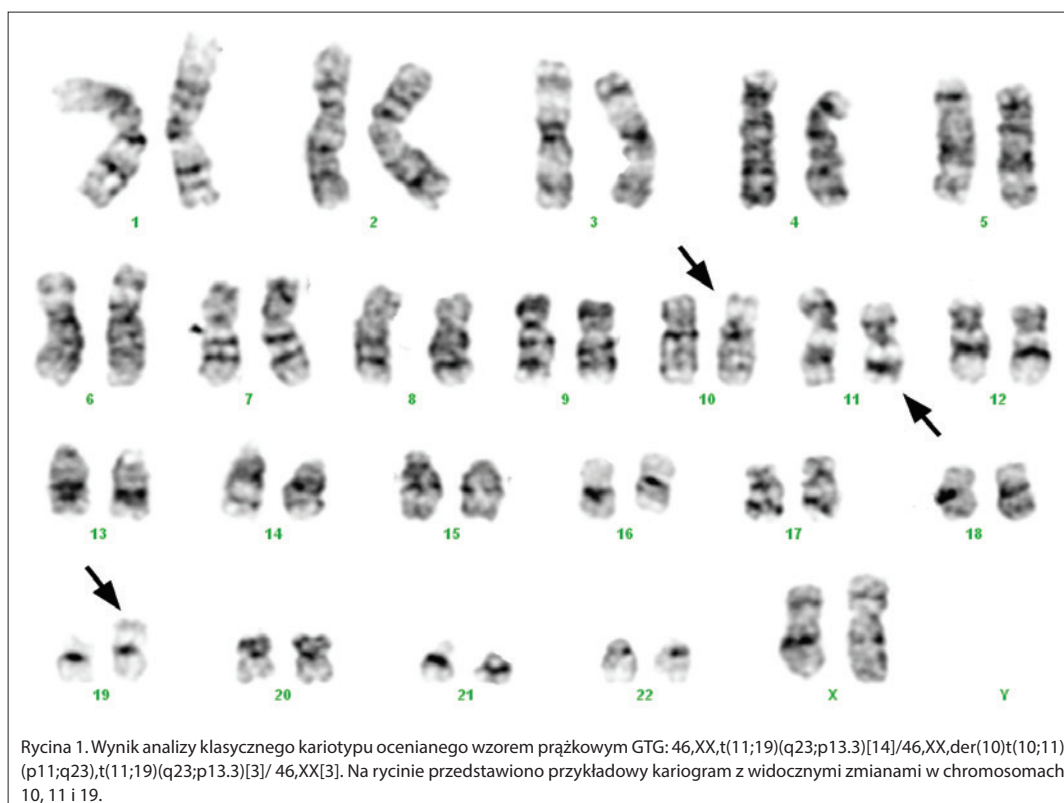 1 2 3 4 5
6 7 8 9 10 11 12
13 14 15 16 17 18
19 20 21 22 X Y
Rycina 1. Wynik analizy klasycznego kariotypu ocenianego wzorem prążkowym GTG: 46,XX,t(11;19)(q23;p13.3)[14]/46,XX,der(10)t(10;11)
(p11;q23),t(11;19)(q23;p13.3)[3]/ 46,XX[3]. Na rycinie przedstawiono przykładowy kariogram z widocznymi zmianami w chromosomach
10, 11 i 19.